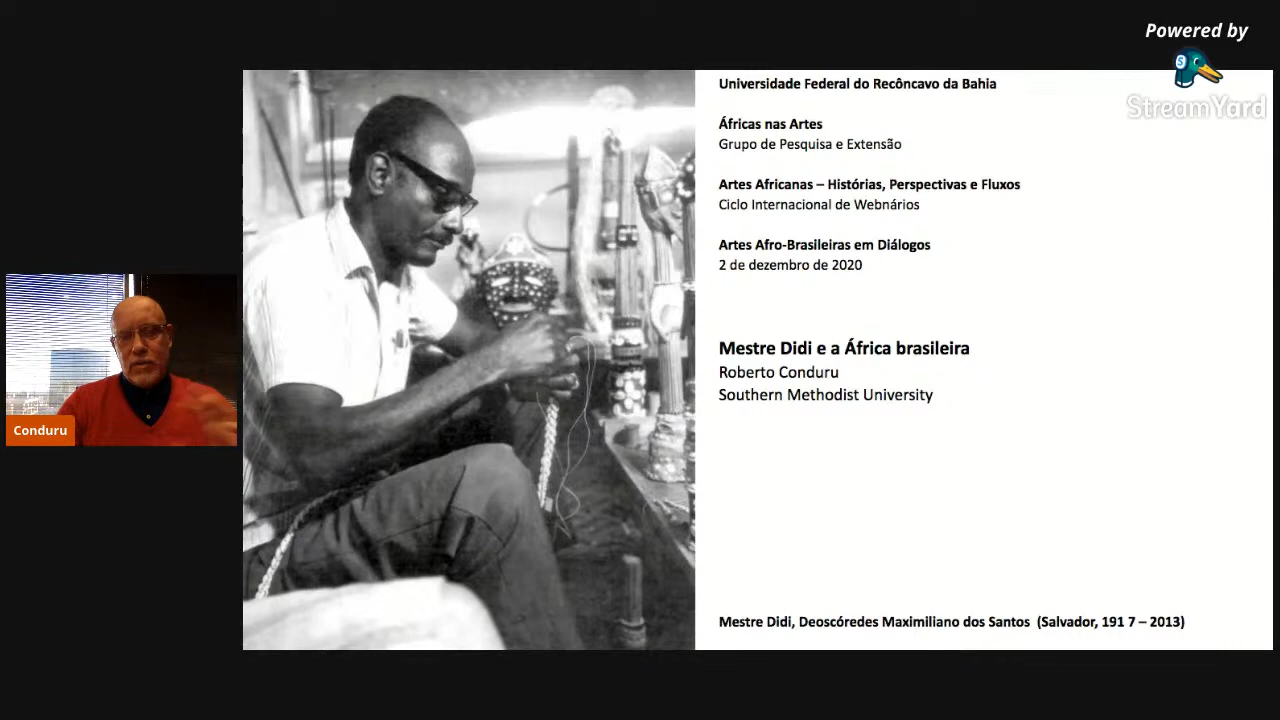 Powered by
StreamYard
Universidade Federal do Recôncavo da Bahia
Áfricas nas Artes
Grupo de Pesquisa e Extensão
Artes Africanas – Histórias, Perspectivas e Fluxos
Ciclo Internacional de Webnários
Artes Afro-Brasileiras em Diálogos
2 de dezembro de 2020
Mestre Didi e a África brasileira
Roberto Conduru
Southern Methodist University
Conduru
Mestre Didi, Deoscóredes Maximiliano dos Santos (Salvador, 191 7 – 2013)